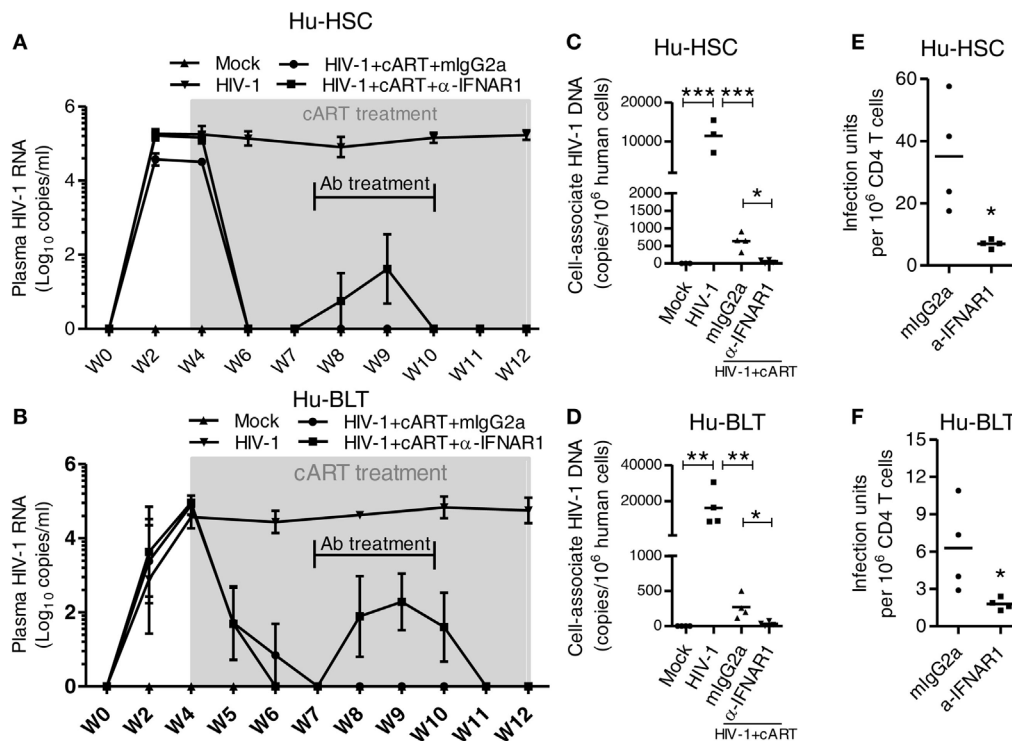 Hu-HSC
A
Mock
HIV-1+cART+mIgG2a
HIV-1
HIV-1+cART+α-IFNAR1
cART treatment
Ab treatment
Plasma HIV-1 RNA
(Log10 copies/ml)
6
4
2
0
W0 W2 W4 W6 W7 W8 W9 W10 W11 W12
Hu-BLT
B
Mock
HIV-1+cART+mIgG2a
HIV-1
HIV-1+cART+α-IFNAR1
cART treatment
Ab treatment
Plasma HIV-1 RNA
(Log10 copies/ml)
6
4
2
0
W0 W2 W4 W5 W6 W7 W8 W9 W10 W11 W12
C
Hu-HSC
Cell-associate HIV-1 DNA
(copies/10^6 human cells)
*** ***
20000
10000
2000
1500
1000
500
0
*
Mock HIV-1 mIgG2a α-IFNAR1
HIV-1+cART
D
Hu-BLT
Cell-associate HIV-1 DNA
(copies/10^6 human cells)
** **
40000
20000
1000
500
0
*
Mock HIV-1 mIgG2a α-IFNAR1
HIV-1+cART
E
Hu-HSC
Infection units
per 10^6 CD4 T cells
60
40
20
0
*
mIgG2a a-IFNAR1
F
Hu-BLT
Infection units
per 10^6 CD4 T cells
15
12
9
6
3
0
*
mIgG2a a-IFNAR1